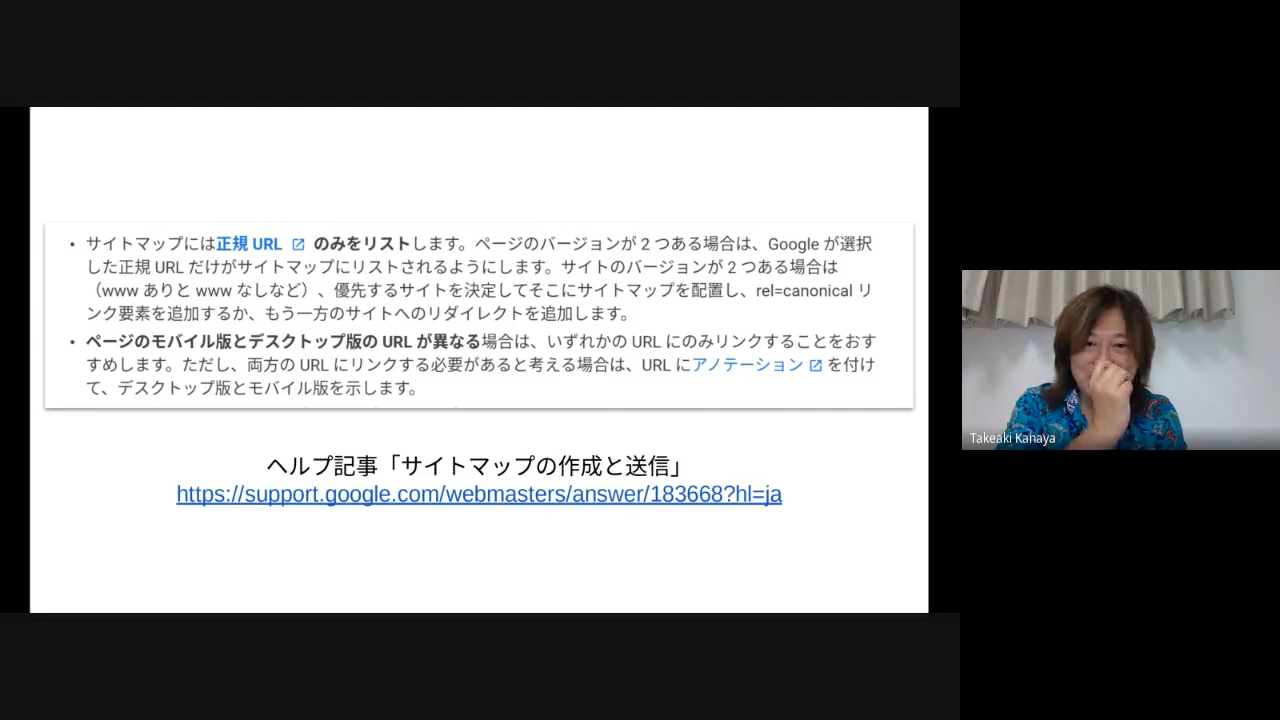 • サイトマップには正規 URL のみをリストします。ページのバージョンが 2 つある場合は、Google が選択
した正規 URL だけがサイトマップにリストされるようにします。サイトのバージョンが 2 つある場合は
（www ありと www なしなど）、優先するサイトを決定してそこにサイトマップを配置し、rel=canonical リ
ンク要素を追加するか、もう一方のサイトへのリダイレクトを追加します。
• ページのモバイル版とデスクトップ版の URL が異なる場合は、いずれかの URL にのみリンクすることをおす
すめします。ただし、両方の URL にリンクする必要があると考える場合は、URL にアノテーション を付け
て、デスクトップ版とモバイル版を示します。
ヘルプ記事「サイトマップの作成と送信」
https://support.google.com/webmasters/answer/183668?hl=ja
Takeaki Kanaya